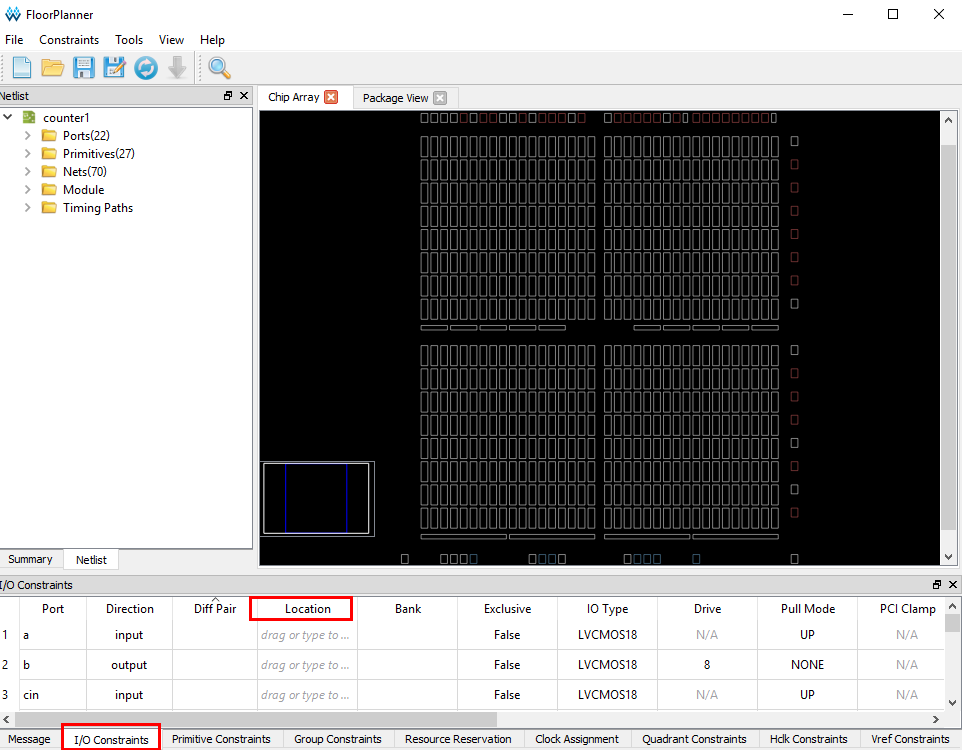 FloorPlanner
File Constraints Tools View Help
Netlist
Chip Array Package View
counter1
Ports(22)
Primitives(27)
Nets(70)
Module
Timing Paths
Summary Netlist
I/O Constraints
Port Direction Diff Pair Location Bank Exclusive IO Type Drive Pull Mode PCI Clamp
1 a input drag or type to ... False LVCMOS18 N/A UP N/A
2 b output drag or type to ... False LVCMOS18 8 NONE N/A
3 cin input drag or type to ... False LVCMOS18 N/A UP N/A
Message I/O Constraints Primitive Constraints Group Constraints Resource Reservation Clock Assignment Quadrant Constraints Hclk Constraints Vref Constraints